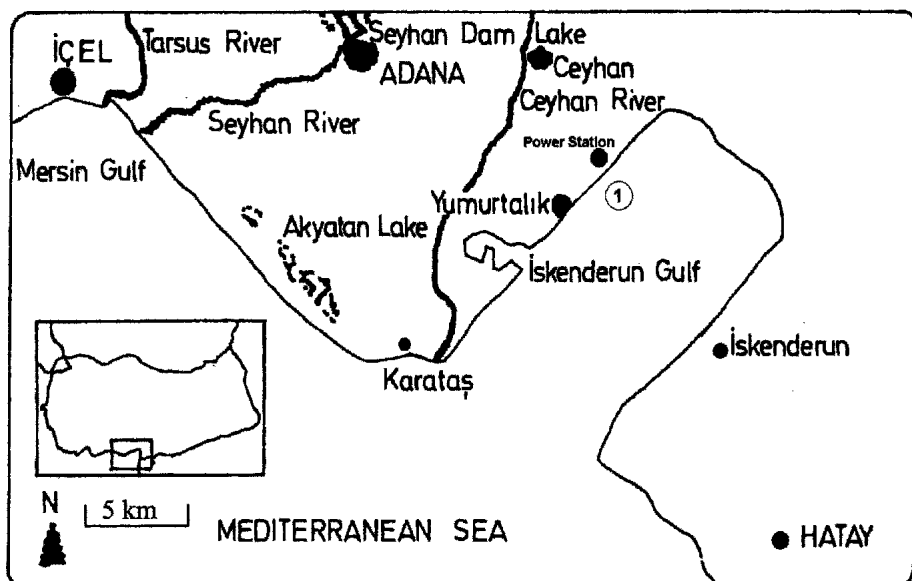 İÇEL
Tarsus River
Seyhan Dam Lake
ADANA
Ceyhan
Ceyhan River
Seyhan River
Power Station
Mersin Gulf
1
Yumurtalık
Akyatan Lake
İskenderun Gulf
İskenderun
Karataş
N
5 km
MEDITERRANEAN SEA
HATAY